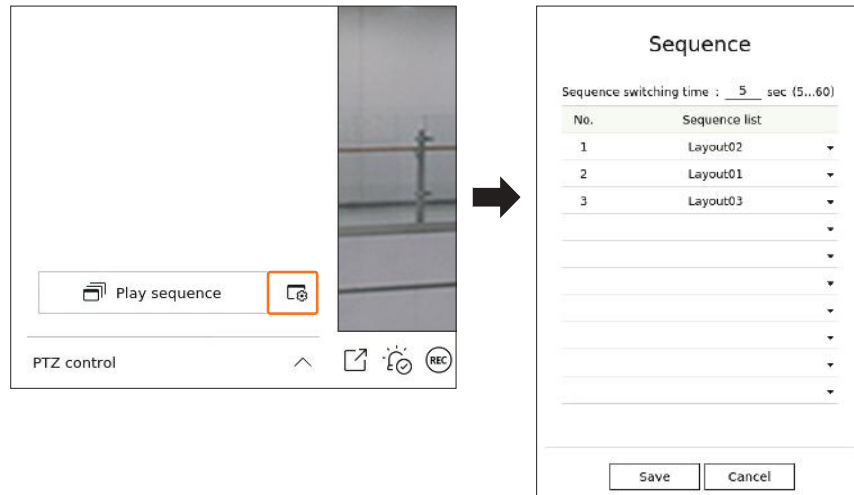 Play sequence
PTZ control
REC
Sequence
Sequence switching time : 5 sec (5...60)
No. Sequence list
1 Layout02
2 Layout01
3 Layout03
Save Cancel